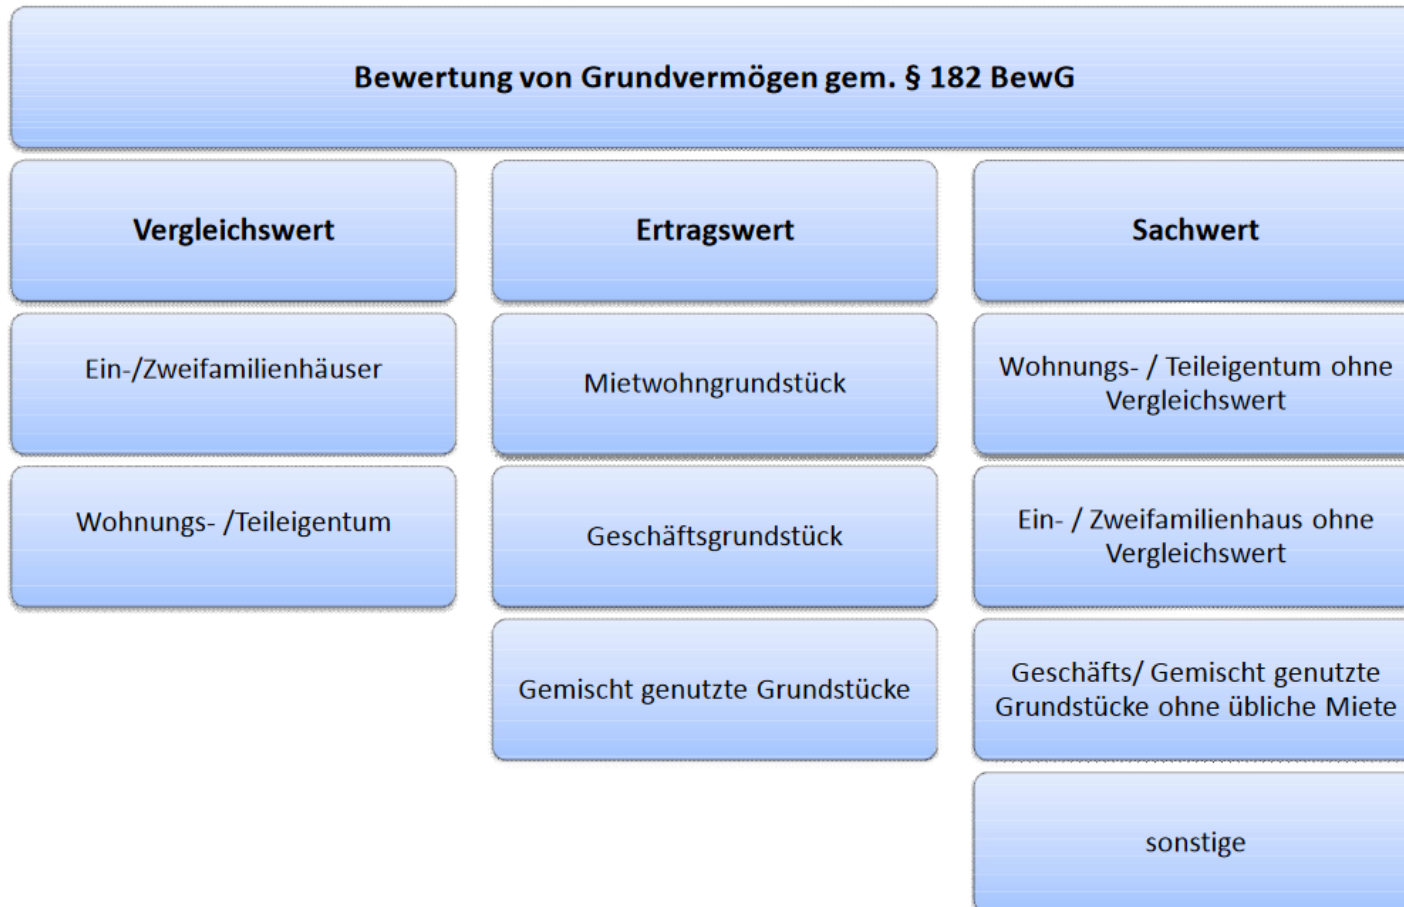 Bewertung von Grundvermögen gem. § 182 BewG
Vergleichswert
Ein-/Zweifamilienhäuser
Wohnungs- /Teileigentum
Ertragswert
Mietwohngrundstück
Geschäftsgrundstück
Gemischt genutzte Grundstücke
Sachwert
Wohnungs- / Teileigentum ohne
Vergleichswert
Ein- / Zweifamilienhaus ohne
Vergleichswert
Geschäfts/ Gemischt genutzte
Grundstücke ohne übliche Miete
sonstige